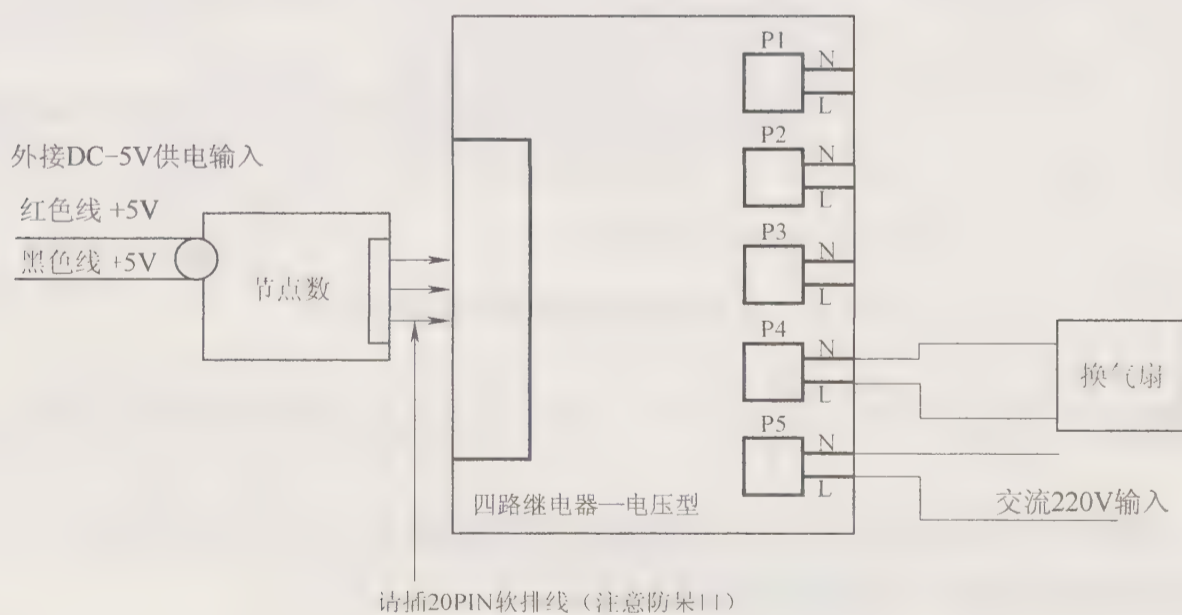 外接DC-5V供电输入
红色线 +5V
黑色线 +5V
节点数
P1
N
L
P2
N
L
P3
N
L
P4
N
L
P5
N
L
换气扇
交流220V输入
四路继电器—电压型
请插20PIN软排线（注意防呆口）